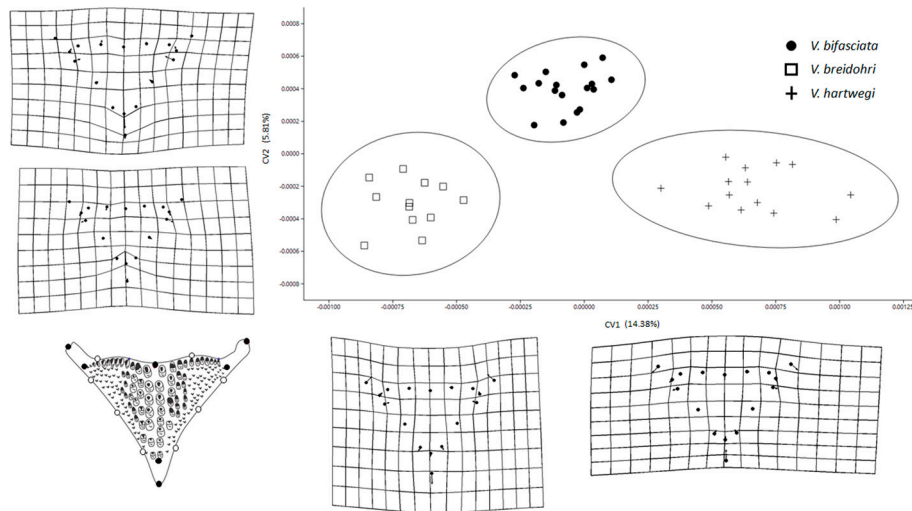 0.0008
0.0006
0.0004
0.0002
0.0000
-0.0002
-0.0004
-0.0006
-0.0008
CV2 (5.81%)
V. bifasciata
V. breidohri
V. hartwegi
-0.00100 -0.00075 -0.00050 -0.00025 0.00000 0.00025 0.00050 0.00075 0.00100 0.00125
CV1 (14.38%)